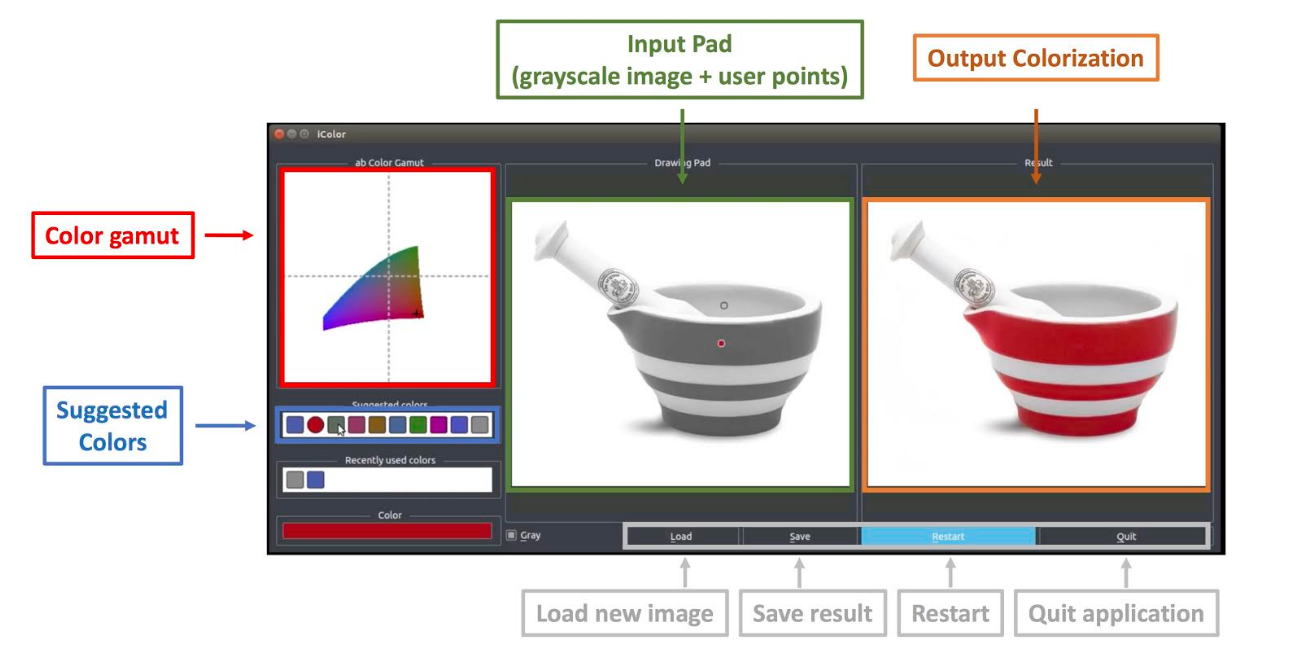 Input Pad
(grayscale image + user points)
Output Colorization
iColor
ab Color Gamut
Drawing Pad
Result
Color gamut
Suggested colors
Suggested
Colors
Recently used colors
Color
Gray
Load
Save
Restart
Quit
Load new image
Save result
Restart
Quit application